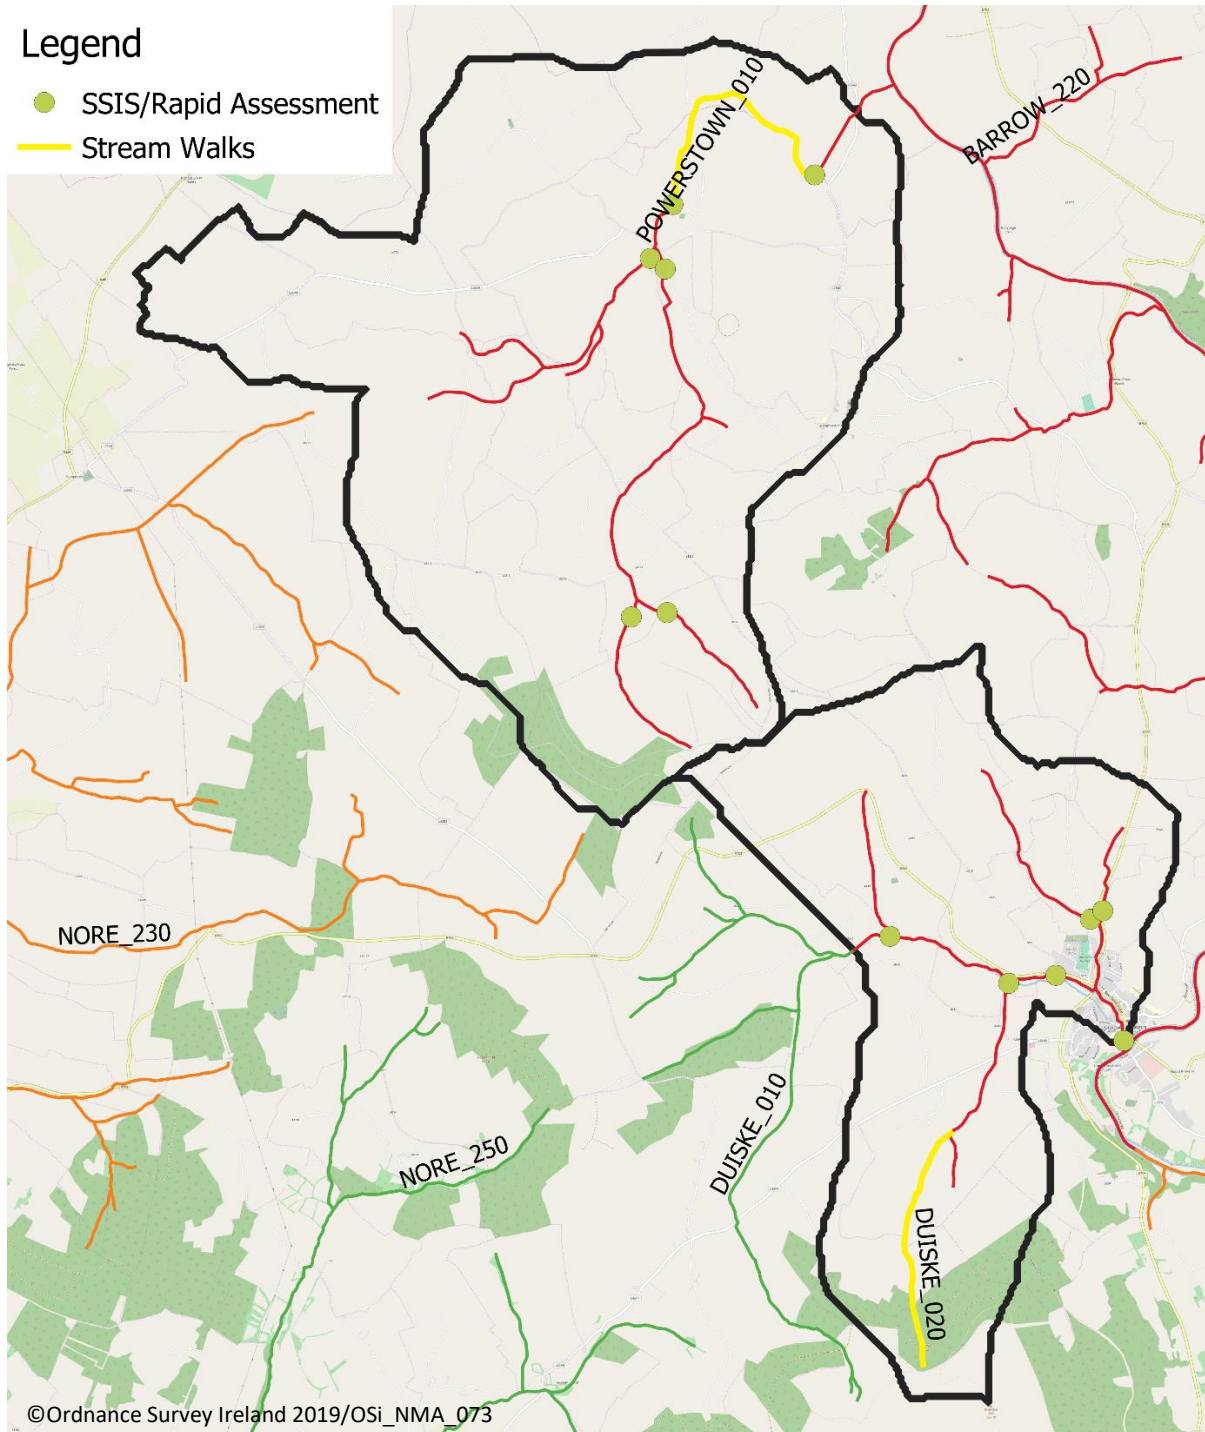 Legend
SSIS/Rapid Assessment
Stream Walks
POWERSTOWN_010
BARROW_220
NORE_230
NORE_250
DUISKE_010
DUISKE_020
©Ordnance Survey Ireland 2019/OSi_NMA_073